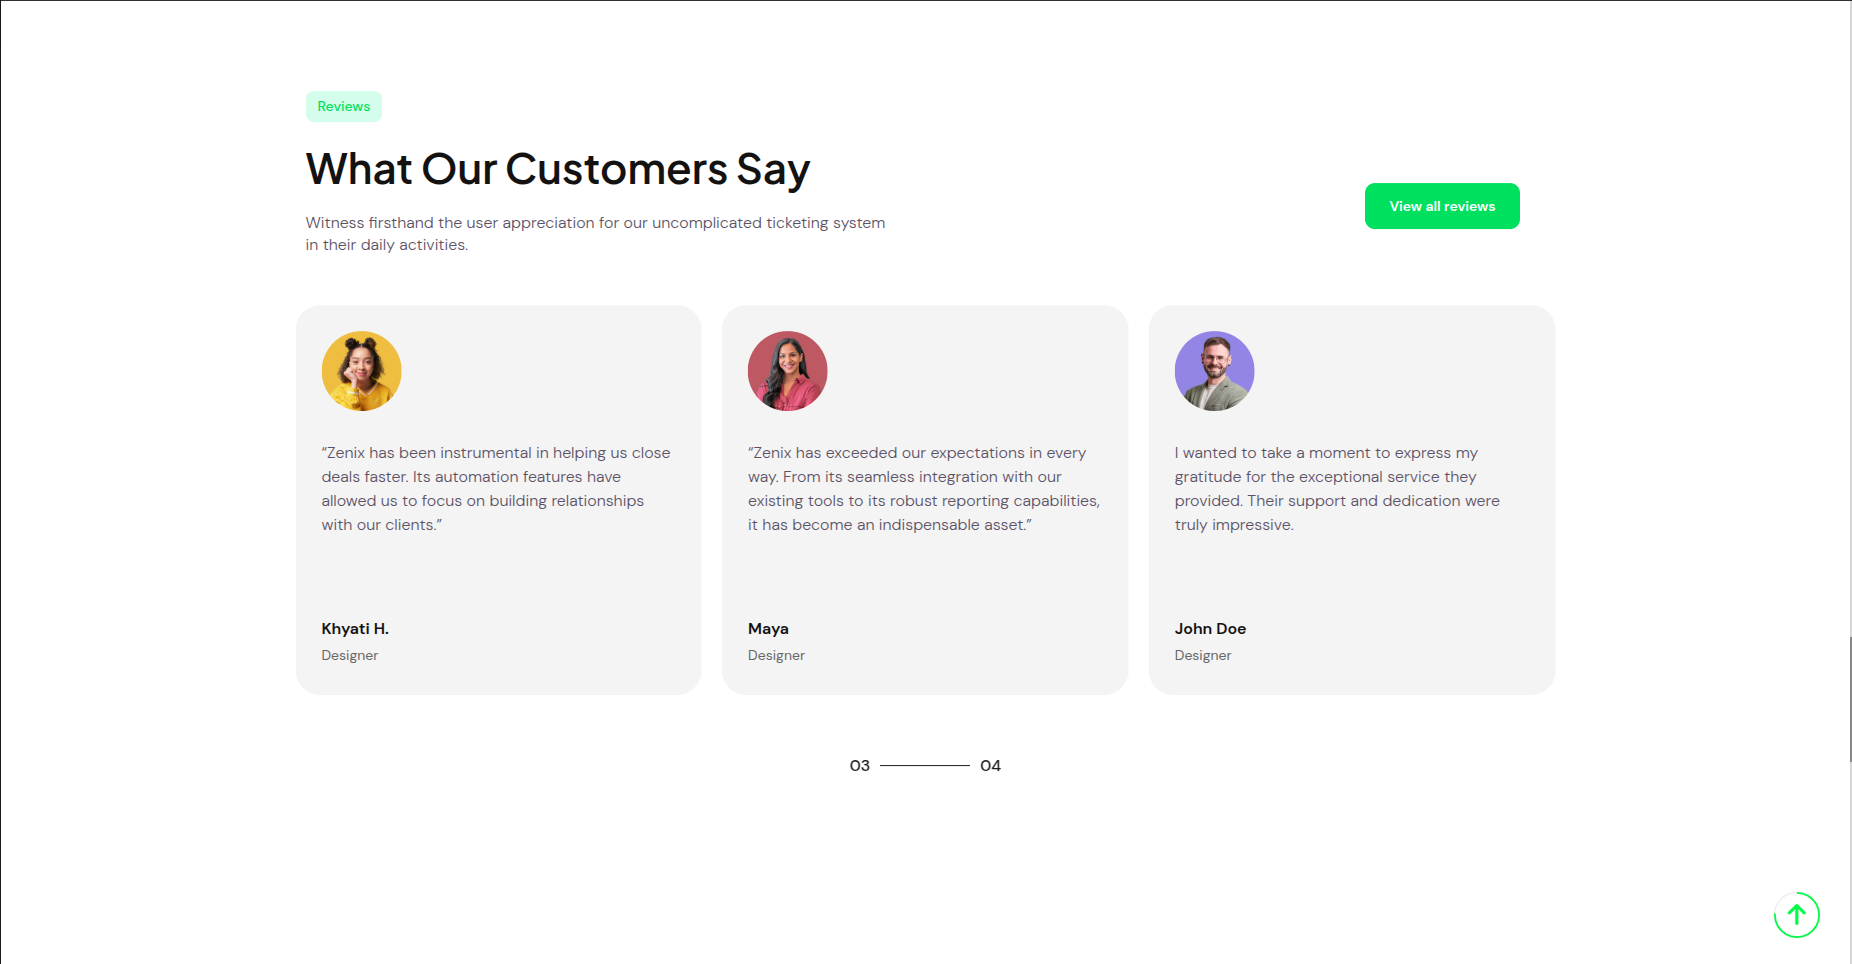 Reviews
What Our Customers Say
Witness firsthand the user appreciation for our uncomplicated ticketing system
in their daily activities.
View all reviews
“Zenix has been instrumental in helping us close
deals faster. Its automation features have
allowed us to focus on building relationships
with our clients.”
Khyati H.
Designer
“Zenix has exceeded our expectations in every
way. From its seamless integration with our
existing tools to its robust reporting capabilities,
it has become an indispensable asset.”
Maya
Designer
I wanted to take a moment to express my
gratitude for the exceptional service they
provided. Their support and dedication were
truly impressive.
John Doe
Designer
03 04